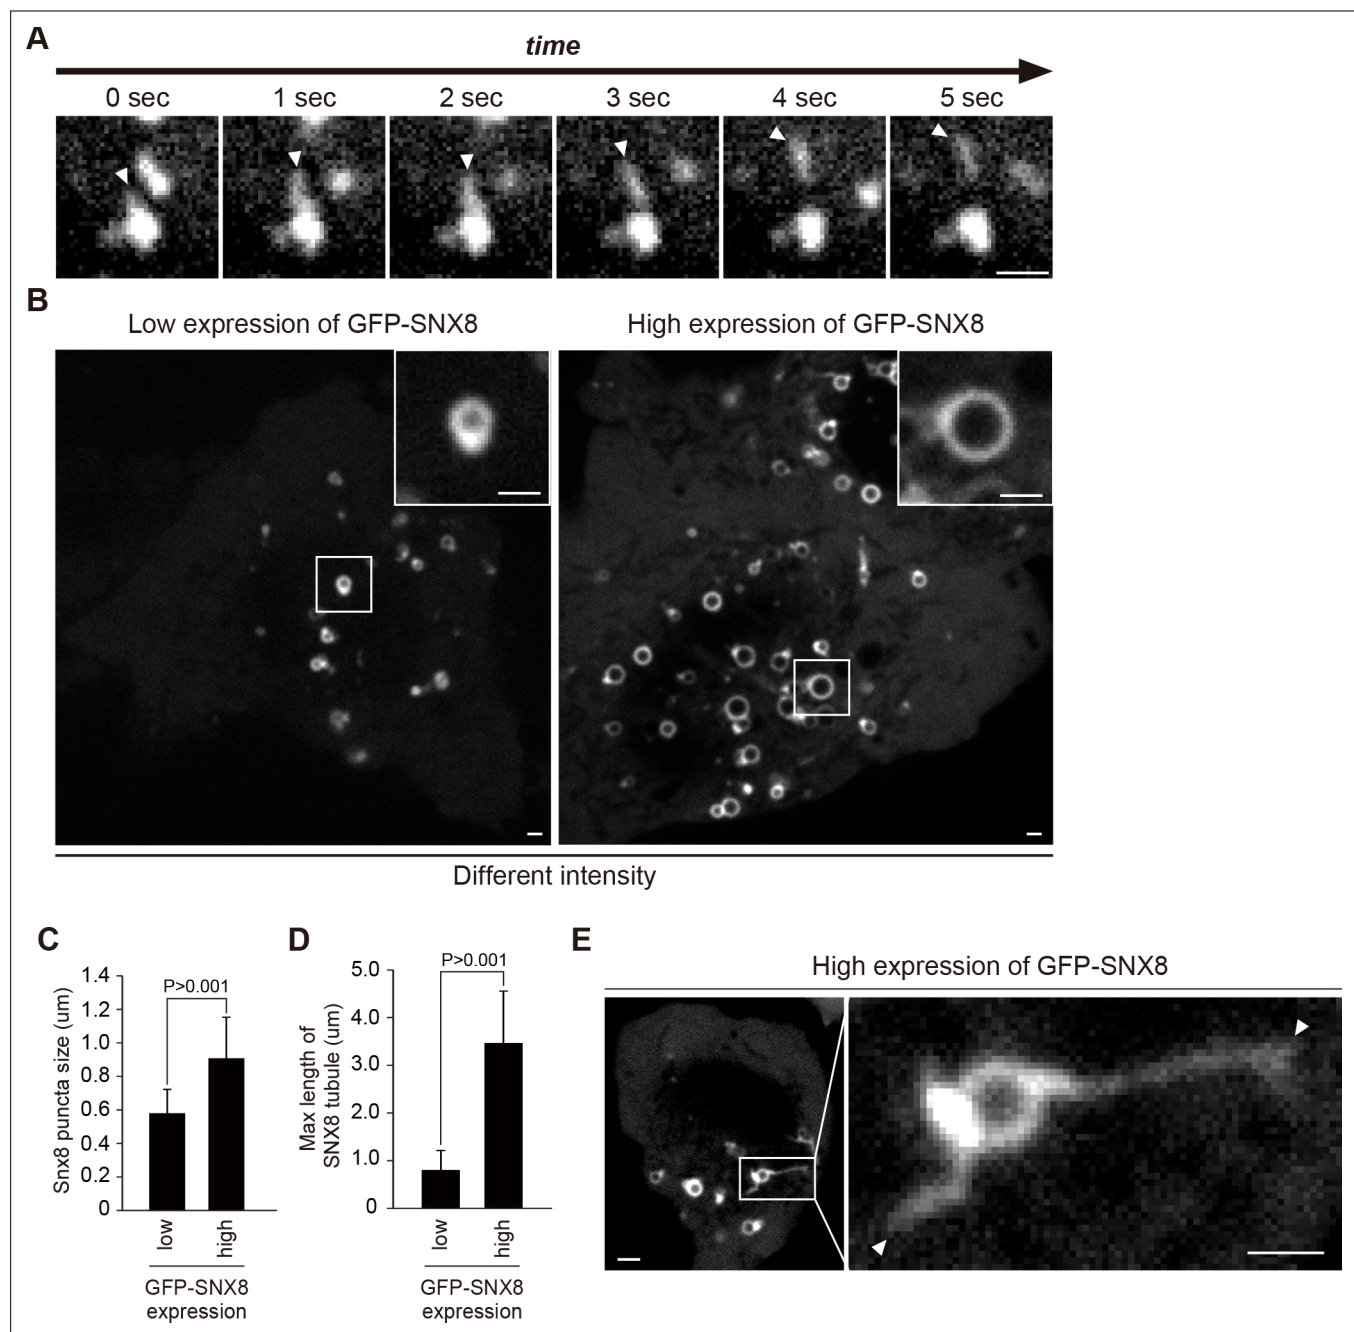 A
time
0 sec 1 sec 2 sec 3 sec 4 sec 5 sec
B
Low expression of GFP-SNX8 High expression of GFP-SNX8
Different intensity
C
Snx8 puncta size (um)
1.4
1.2
1.0
0.8
0.6
0.4
0.2
0
P>0.001
low high
GFP-SNX8
expression
D
Max length of
SNX8 tubule (um)
5.0
4.0
3.0
2.0
1.0
0
P>0.001
low high
GFP-SNX8
expression
E
High expression of GFP-SNX8